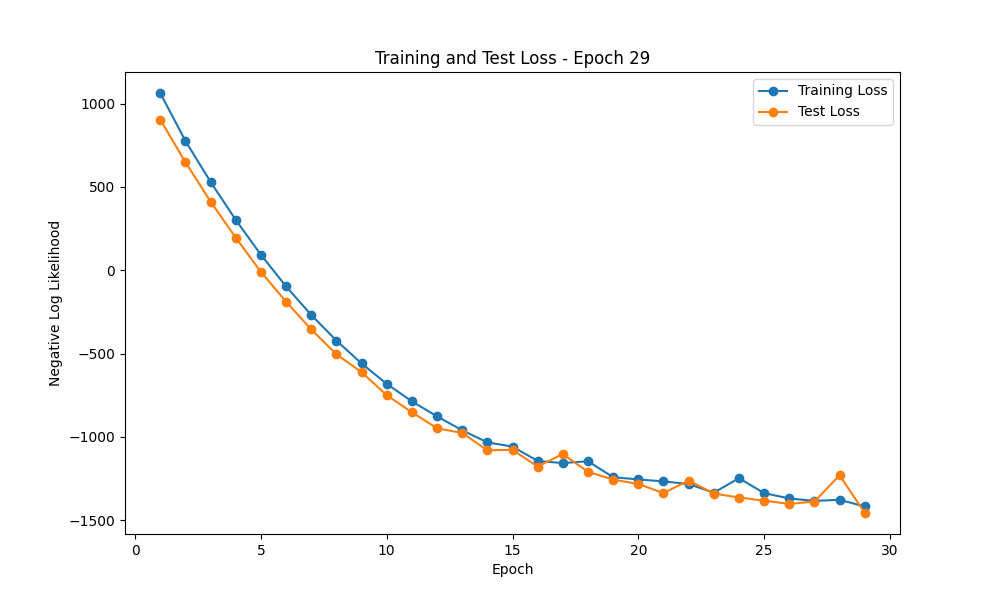 Training and Test Loss - Epoch 29
Training Loss
Test Loss
Negative Log Likelihood
1000
500
0
−500
−1000
−1500
0 5 10 15 20 25 30
Epoch